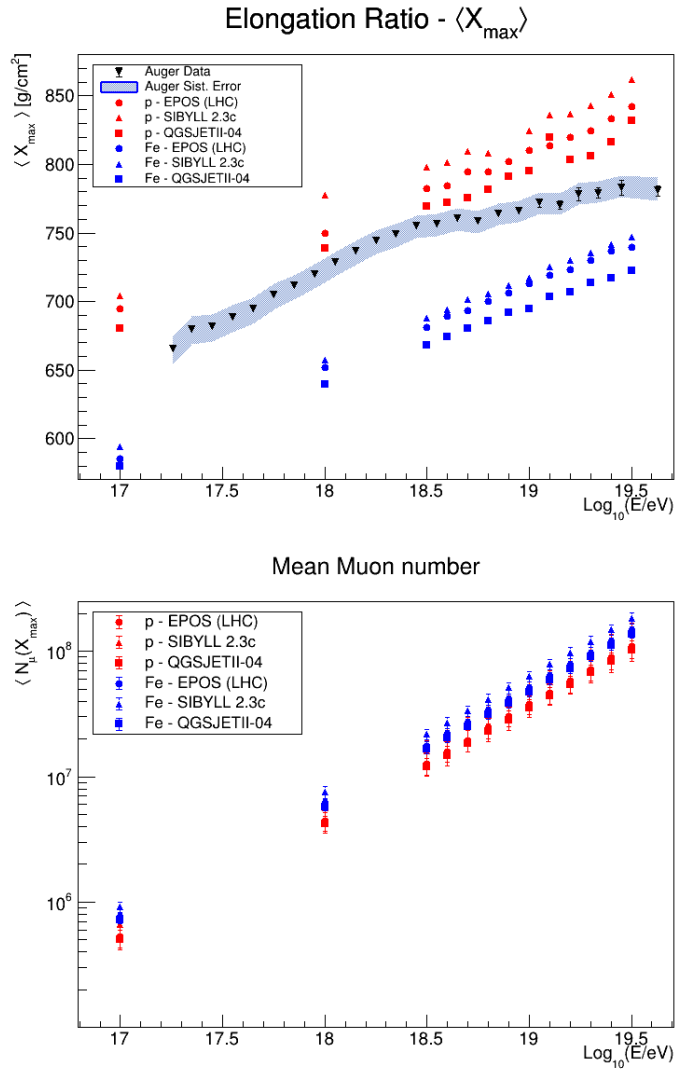 Elongation Ratio - ⟨X_max⟩
⟨ X_max ⟩ [g/cm²]
Auger Data
Auger Sist. Error
p - EPOS (LHC)
p - SIBYLL 2.3c
p - QGSJETII-04
Fe - EPOS (LHC)
Fe - SIBYLL 2.3c
Fe - QGSJETII-04
850
800
750
700
650
600
17 17.5 18 18.5 19 19.5
Log₁₀(E/eV)
Mean Muon number
⟨ N_μ(X_max) ⟩
p - EPOS (LHC)
p - SIBYLL 2.3c
p - QGSJETII-04
Fe - EPOS (LHC)
Fe - SIBYLL 2.3c
Fe - QGSJETII-04
10⁸
10⁷
10⁶
17 17.5 18 18.5 19 19.5
Log₁₀(E/eV)